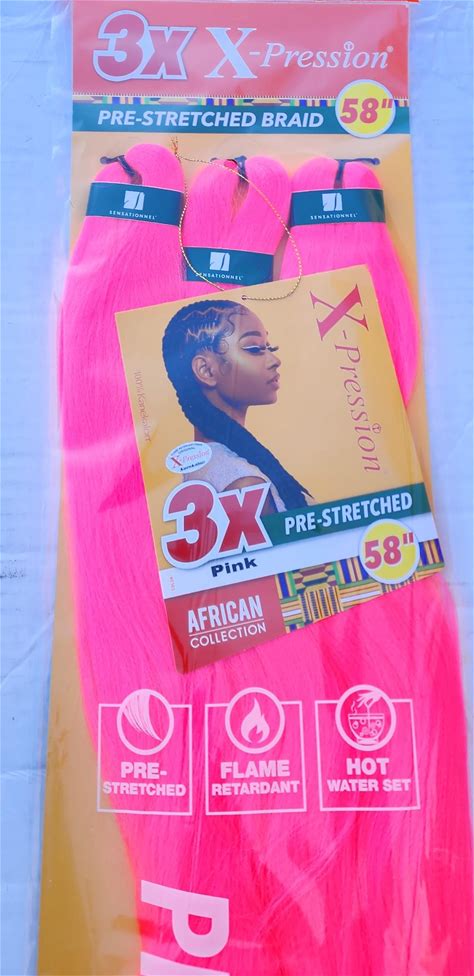 3X X-Pression®
PRE-STRETCHED BRAID 58"
SENSATIONNEL
SENSATIONNEL
SENSATIONNEL
X-Pression
X-Pression
3X PRE-STRETCHED
Pink
58"
AFRICAN
COLLECTION
PRE-
STRETCHED
FLAME
RETARDANT
HOT
WATER SET